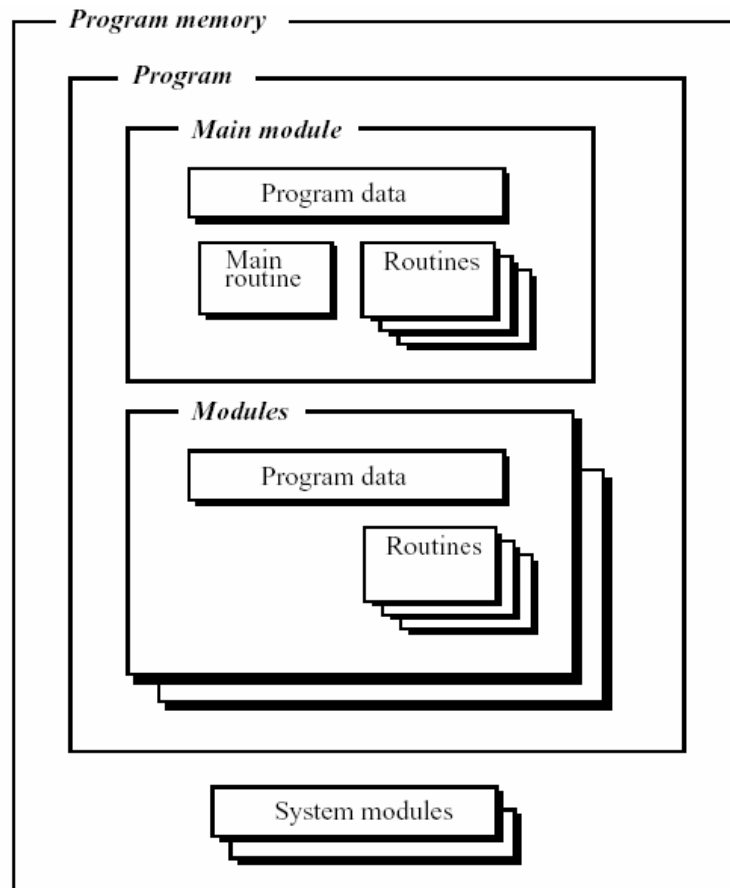 Program memory
Program
Main module
Program data
Main
routine
Routines
Modules
Program data
Routines
System modules